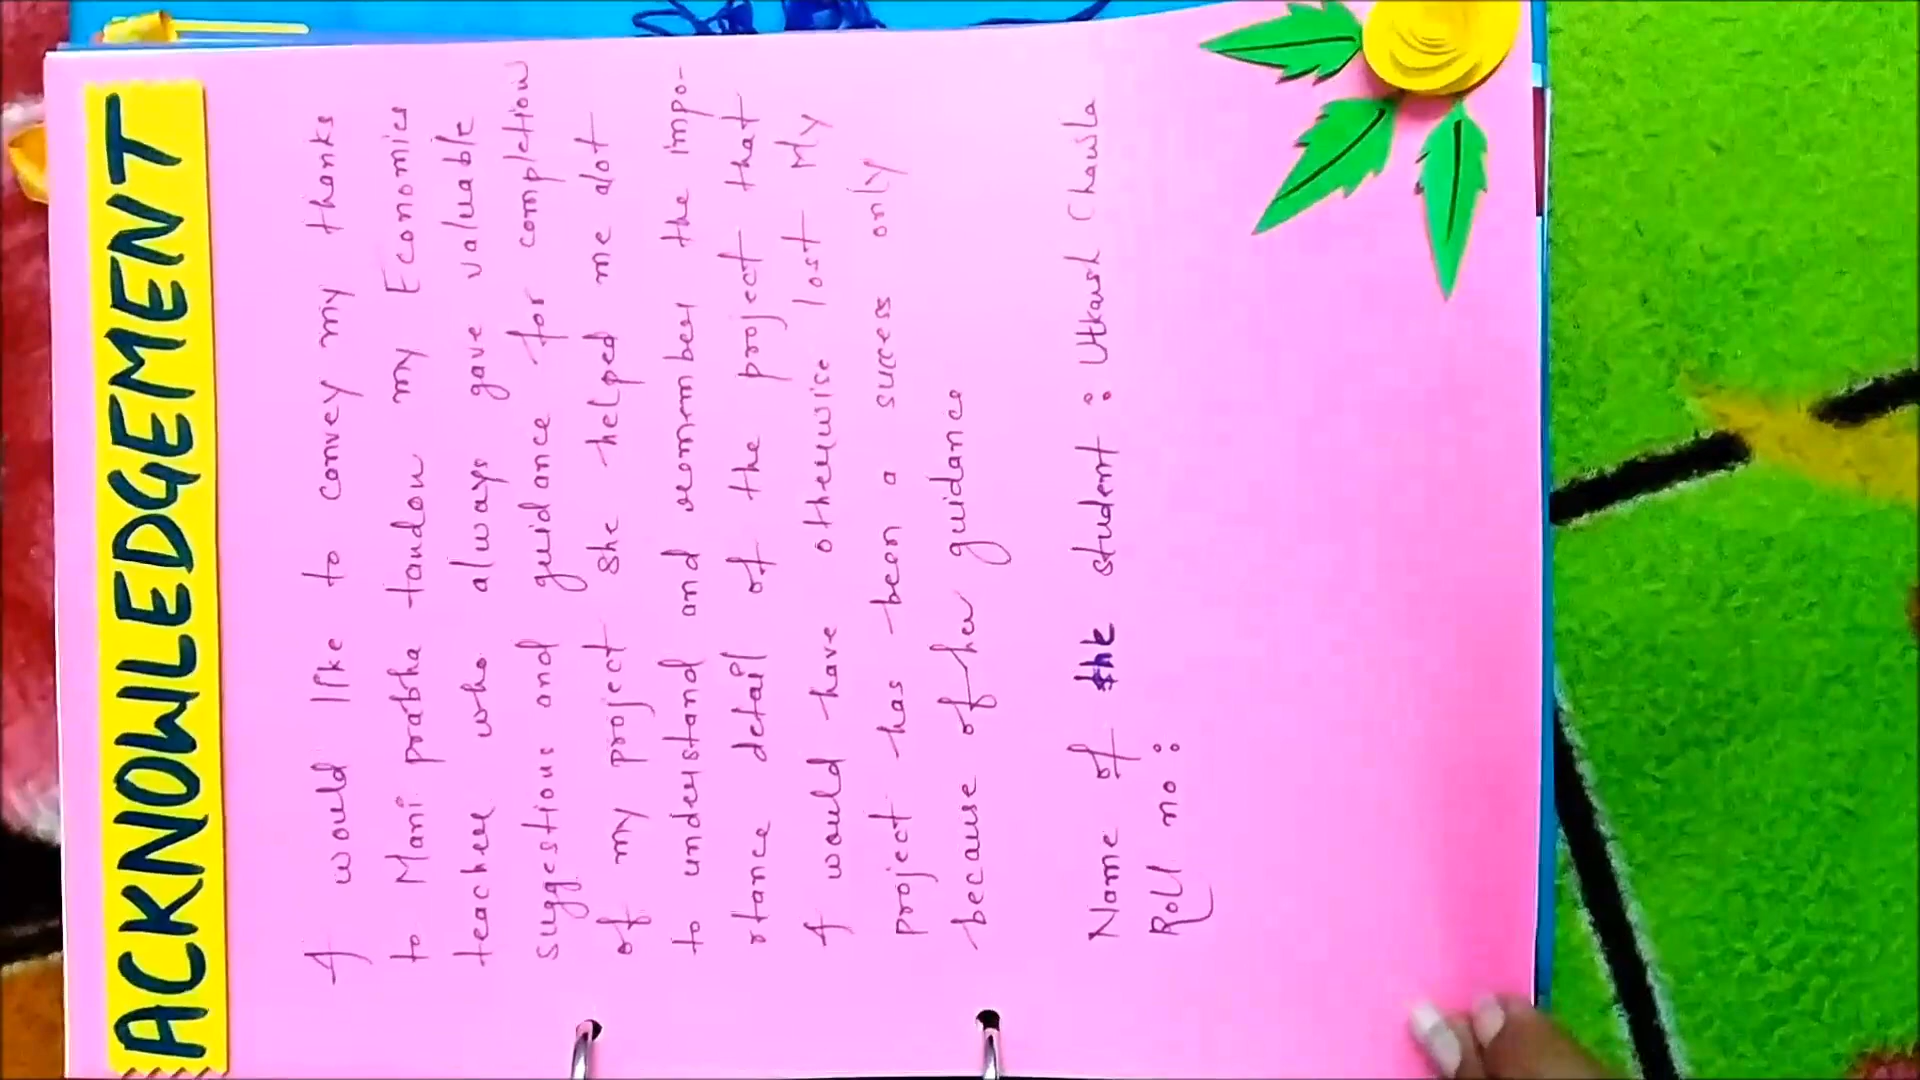 ACKNOWLEDGEMENT
I would like to convey my thanks
to Mani prabha tandon my Economics
teacher who always gave valuable
suggestions and guidance for completion
of my project She helped me alot
to understand and remember the impo-
rtance detail of the project that
I would have otherwise lost My
project has been a success only
because of her guidance
Name of the student : Utkarsh Chawla
Roll no :